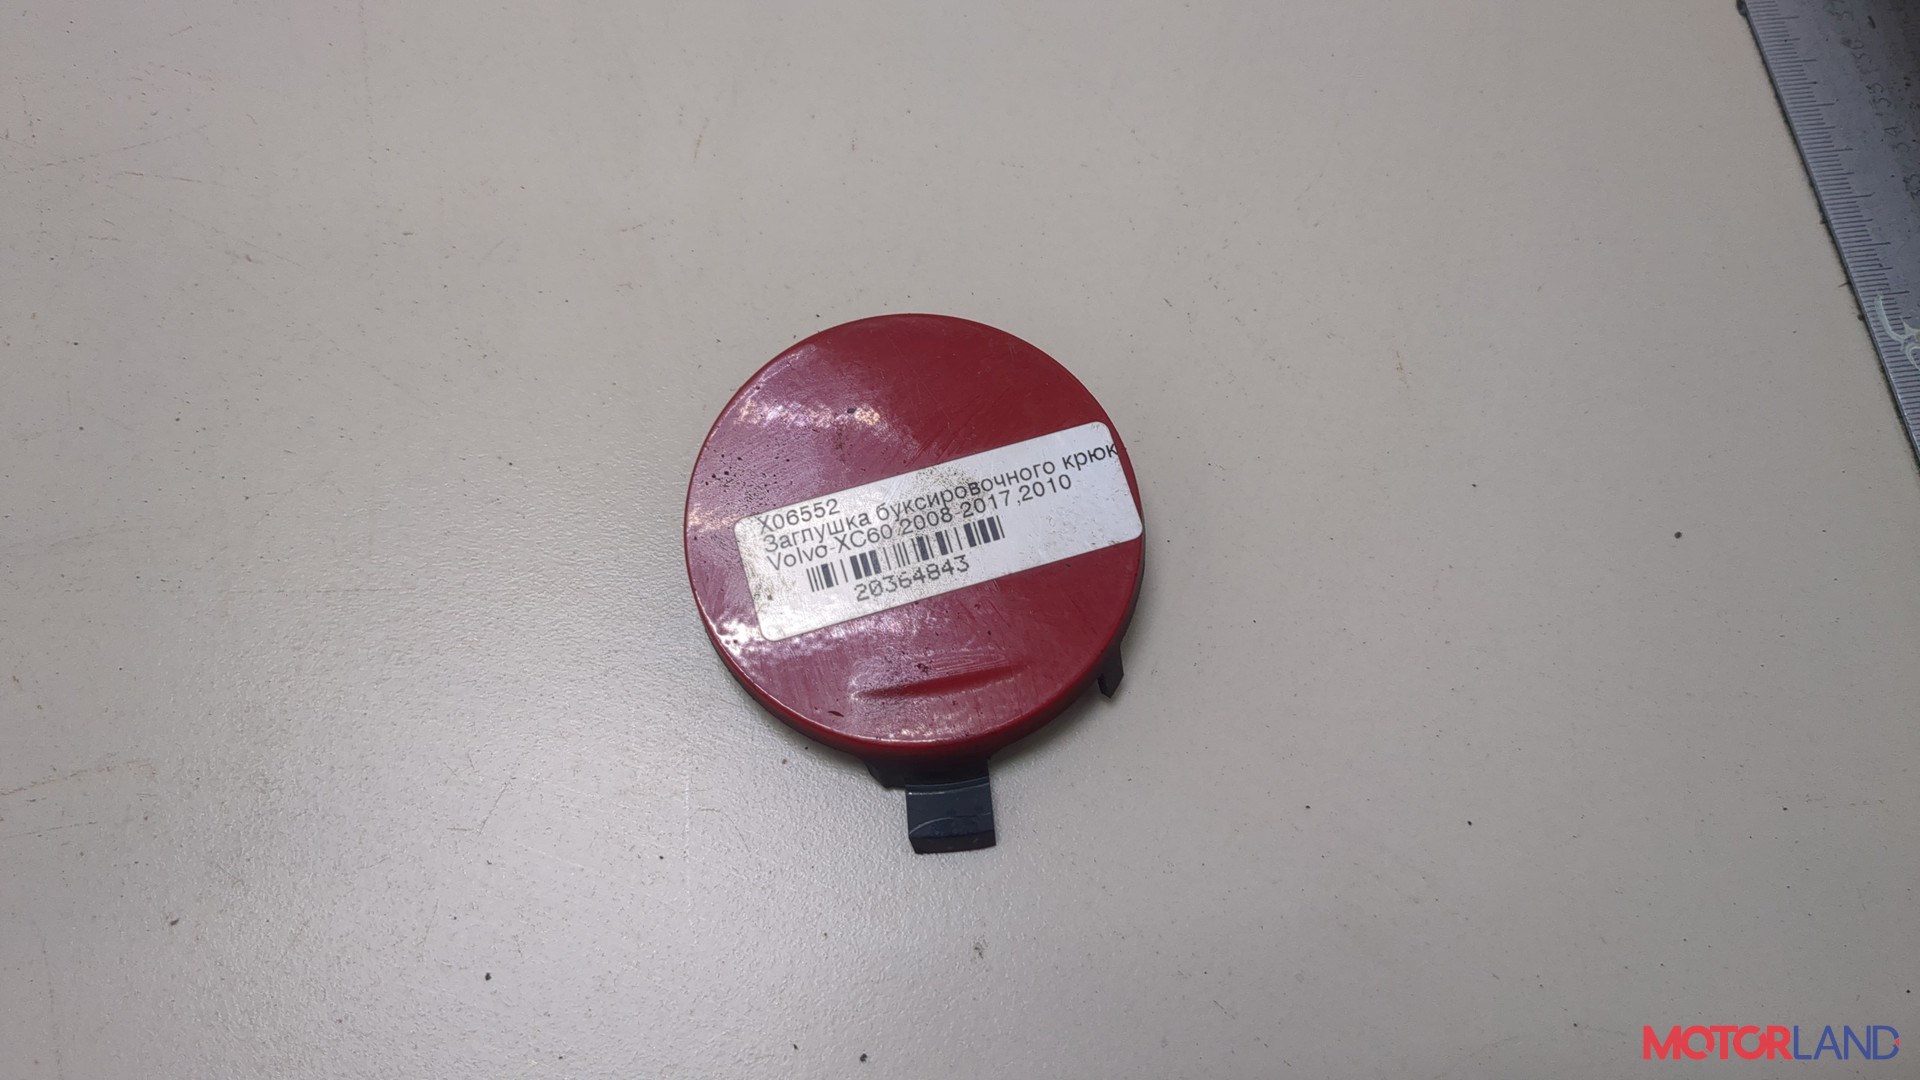 X06552
Заглушка буксировочного крюк
Volvo-XC60 2008-2017,2010
20364843
MOTORLAND